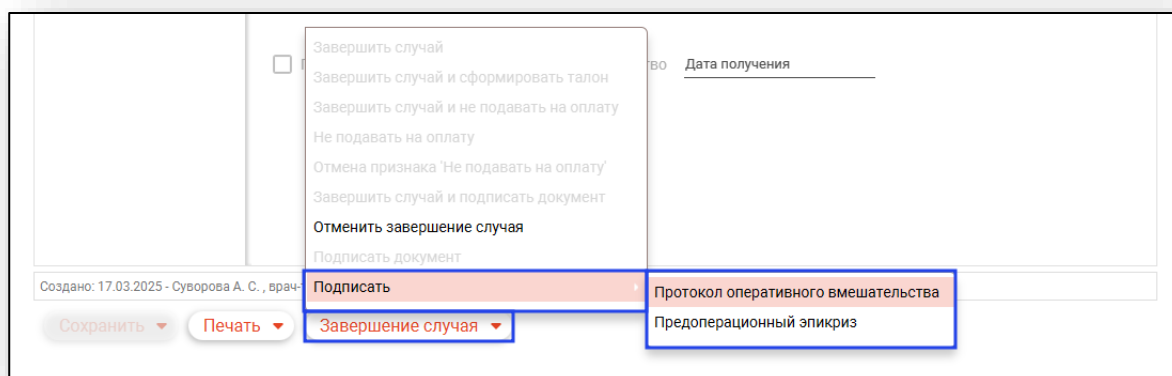 Завершить случай
Завершить случай и сформировать талон
во Дата получения
Завершить случай и не подавать на оплату
Не подавать на оплату
Отмена признака 'Не подавать на оплату'
Завершить случай и подписать документ
Отменить завершение случая
Подписать документ
Создано: 17.03.2025 - Суворова А. С. , врач-
Подписать
Протокол оперативного вмешательства
Предоперационный эпикриз
Сохранить Печать Завершение случая